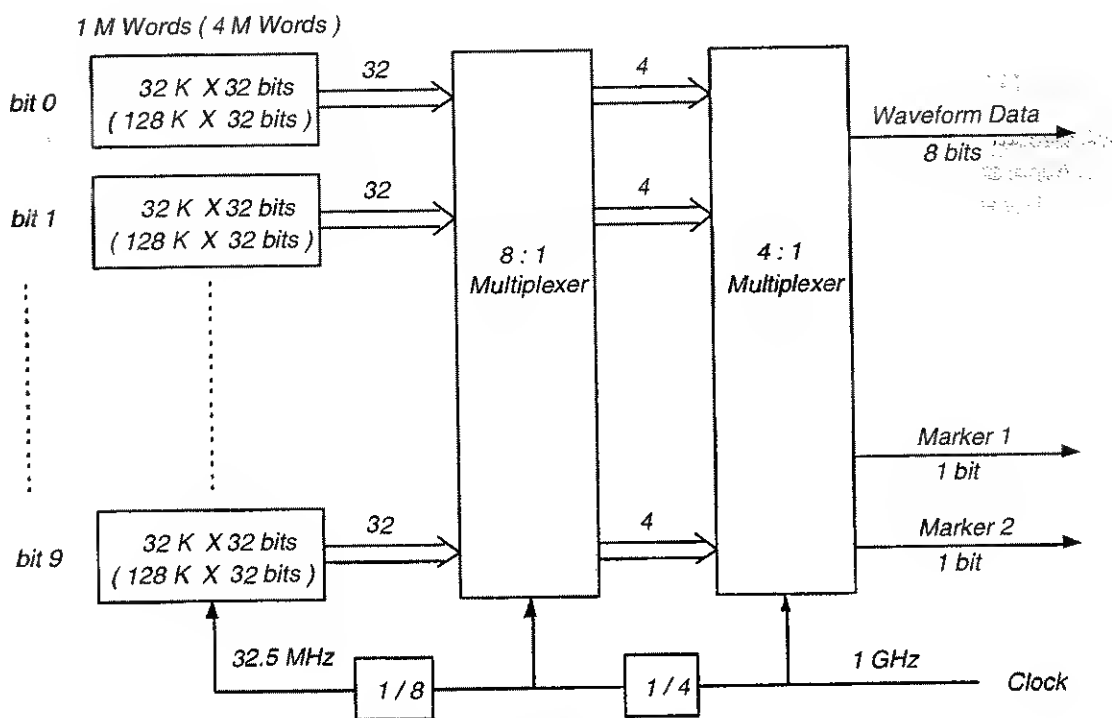 1 M Words ( 4 M Words )
bit 0
32 K X 32 bits
( 128 K X 32 bits )
32
4
Waveform Data
8 bits
bit 1
32 K X 32 bits
( 128 K X 32 bits )
32
4
8 : 1
Multiplexer
4 : 1
Multiplexer
Marker 1
1 bit
bit 9
32 K X 32 bits
( 128 K X 32 bits )
32
4
Marker 2
1 bit
32.5 MHz
1 / 8
1 / 4
1 GHz
Clock